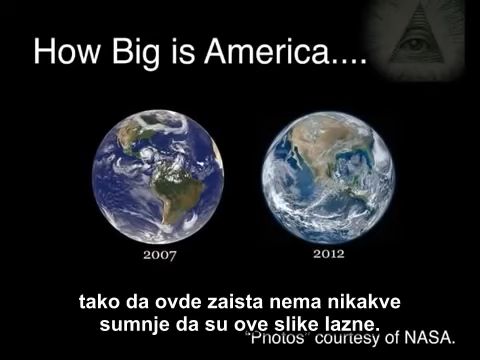 How Big is America....
2007
2012
tako da ovde zaista nema nikakve
sumnje da su ove slike lazne.
"Photos" courtesy of NASA.